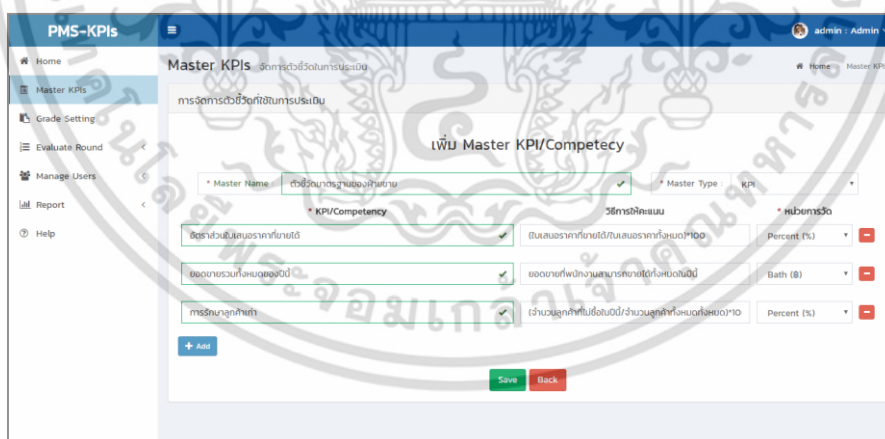 PMS-KPIs
admin : Admin
Home
Master KPIs จัดการตัวชี้วัดในการประเมิน
Home Master KPIs
Master KPIs
การจัดการตัวชี้วัดที่ใช้ในการประเมิน
Grade Setting
เพิ่ม Master KPI/Competecy
Evaluate Round
Manage Users
* Master Name : ตัวชี้วัดมาตรฐานของฝ่ายขาย
* Master Type : KPI
Report
* KPI/Competency วิธีการให้คะแนน * หน่วยการวัด
Help
อัตราส่วนใบเสนอราคาที่ขายได้ (ใบเสนอราคาที่ขายได้/ใบเสนอราคาทั้งหมด)*100 Percent (%)
ยอดขายรวมทั้งหมดของปีนี้ ยอดขายที่พนักงานสามารถขายได้ทั้งหมดในปีนี้ Bath (฿)
การรักษาลูกค้าเก่า (จำนวนลูกค้าที่ไม่ซื้อในปีนี้/จำนวนลูกค้าทั้งหมดทั้งหมด)*10 Percent (%)
+ Add
Save Back